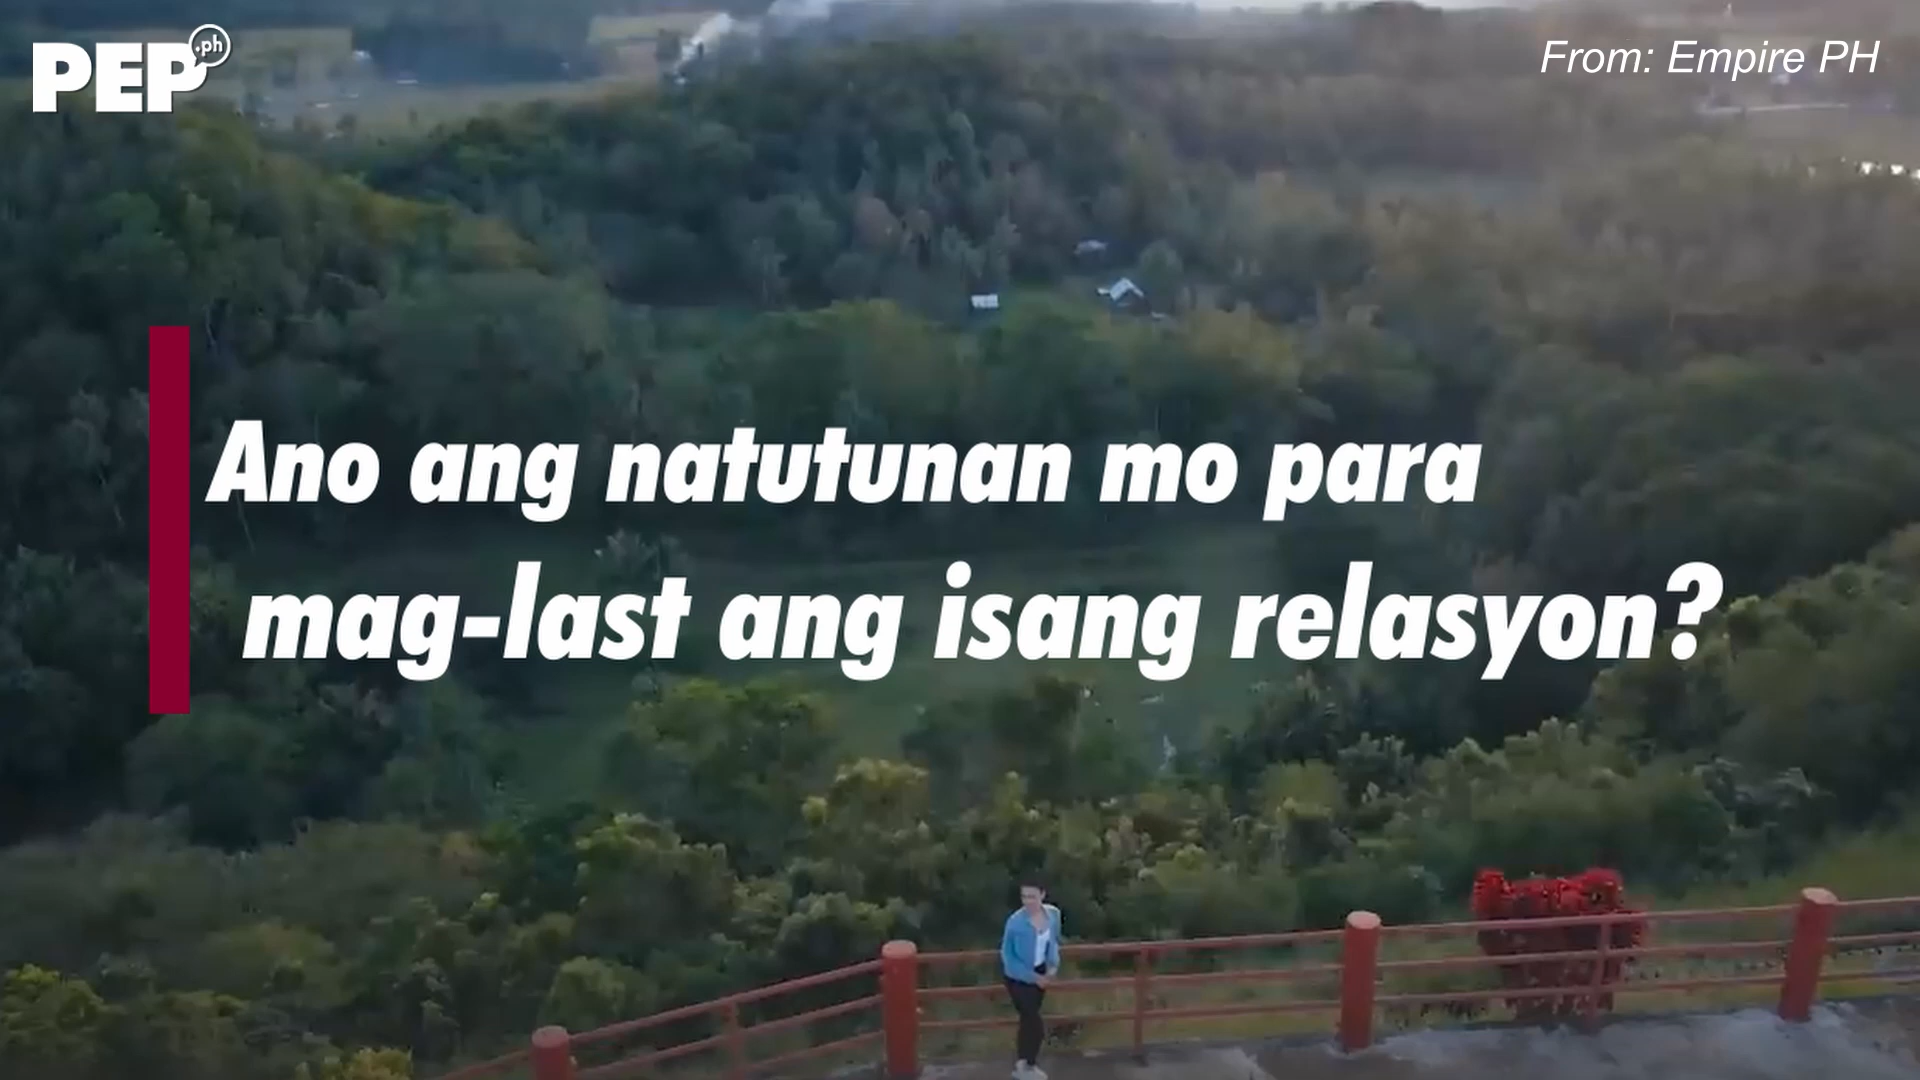 PEP.ph
From: Empire PH
Ano ang natutunan mo para
mag-last ang isang relasyon?